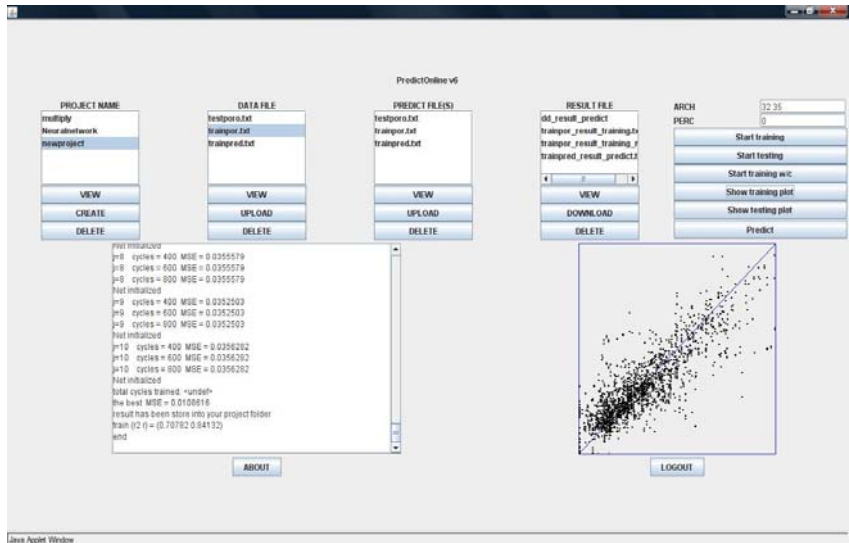 PredictOnline v6
PROJECT NAME
multiply
Neuralnetwork
newproject
VIEW
CREATE
DELETE
DATA FILE
testporo.txt
trainpor.txt
trainpred.txt
VIEW
UPLOAD
DELETE
PREDICT FILE(S)
testporo.txt
trainpor.txt
trainpred.txt
VIEW
UPLOAD
DELETE
RESULT FILE
dd_result_predict
trainpor_result_training.tx
trainpor_result_training_r
trainpred_result_predict.t
VIEW
DOWNLOAD
DELETE
ARCH 32 35
PERC 0
Start training
Start testing
Start training w/c
Show training plot
Show testing plot
Predict
Net initialized
j=8 cycles = 400 MSE = 0.0355579
j=8 cycles = 600 MSE = 0.0355579
j=8 cycles = 800 MSE = 0.0355579
Net initialized
j=9 cycles = 400 MSE = 0.0352503
j=9 cycles = 600 MSE = 0.0352503
j=9 cycles = 800 MSE = 0.0352503
Net initialized
j=10 cycles = 400 MSE = 0.0356282
j=10 cycles = 600 MSE = 0.0356282
j=10 cycles = 800 MSE = 0.0356282
Net initialized
total cycles trained: <undef>
the best MSE = 0.0108616
result has been store into your project folder
train (r2 r) = (0.70782 0.84132)
end
ABOUT
LOGOUT
Java Applet Window